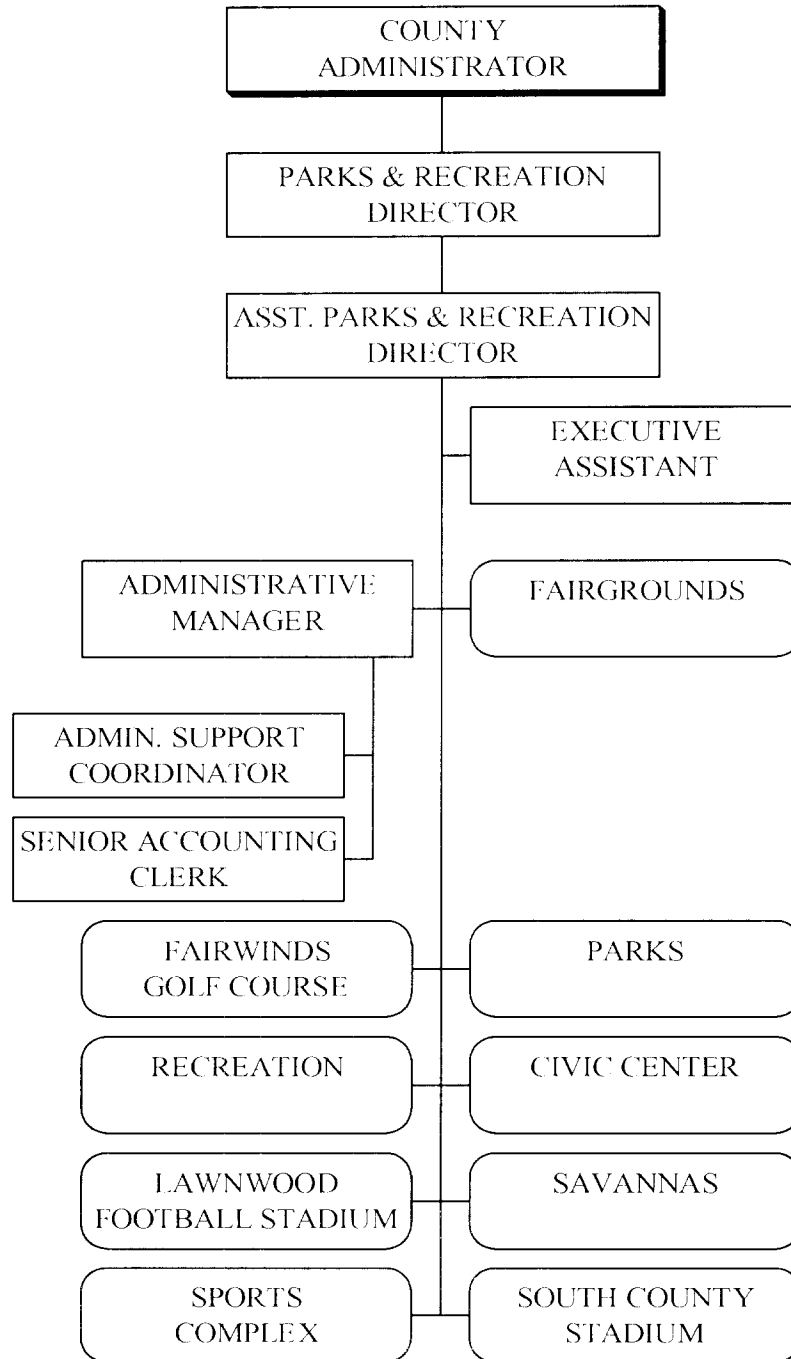 COUNTY
ADMINISTRATOR
PARKS & RECREATION
DIRECTOR
ASST. PARKS & RECREATION
DIRECTOR
EXECUTIVE
ASSISTANT
ADMINISTRATIVE
MANAGER
FAIRGROUNDS
ADMIN. SUPPORT
COORDINATOR
SENIOR ACCOUNTING
CLERK
FAIRWINDS
GOLF COURSE
PARKS
RECREATION
CIVIC CENTER
LAWNWOOD
FOOTBALL STADIUM
SAVANNAS
SPORTS
COMPLEX
SOUTH COUNTY
STADIUM